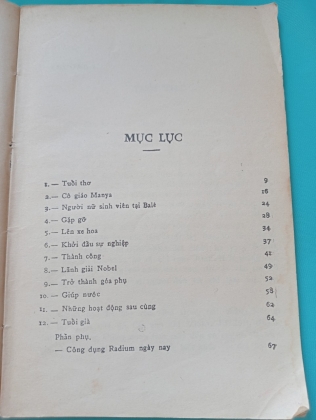 MỤC LỤC
1.— Tuổi thơ 9
2.— Cô giáo Manya 16
3.— Người nữ sinh viên tại Balê 24
4.— Gặp gỡ 28
5.— Lên xe hoa 34
6.— Khởi đầu sự nghiệp 37
7.— Thành công 41
8.— Lãnh giải Nobel 49
9.— Trở thành góa phụ 52
10.— Giúp nước 58
11.— Những hoạt động sau cùng 62
12.— Tuổi già 64
Phần phụ,
— Công dụng Radium ngày nay 67